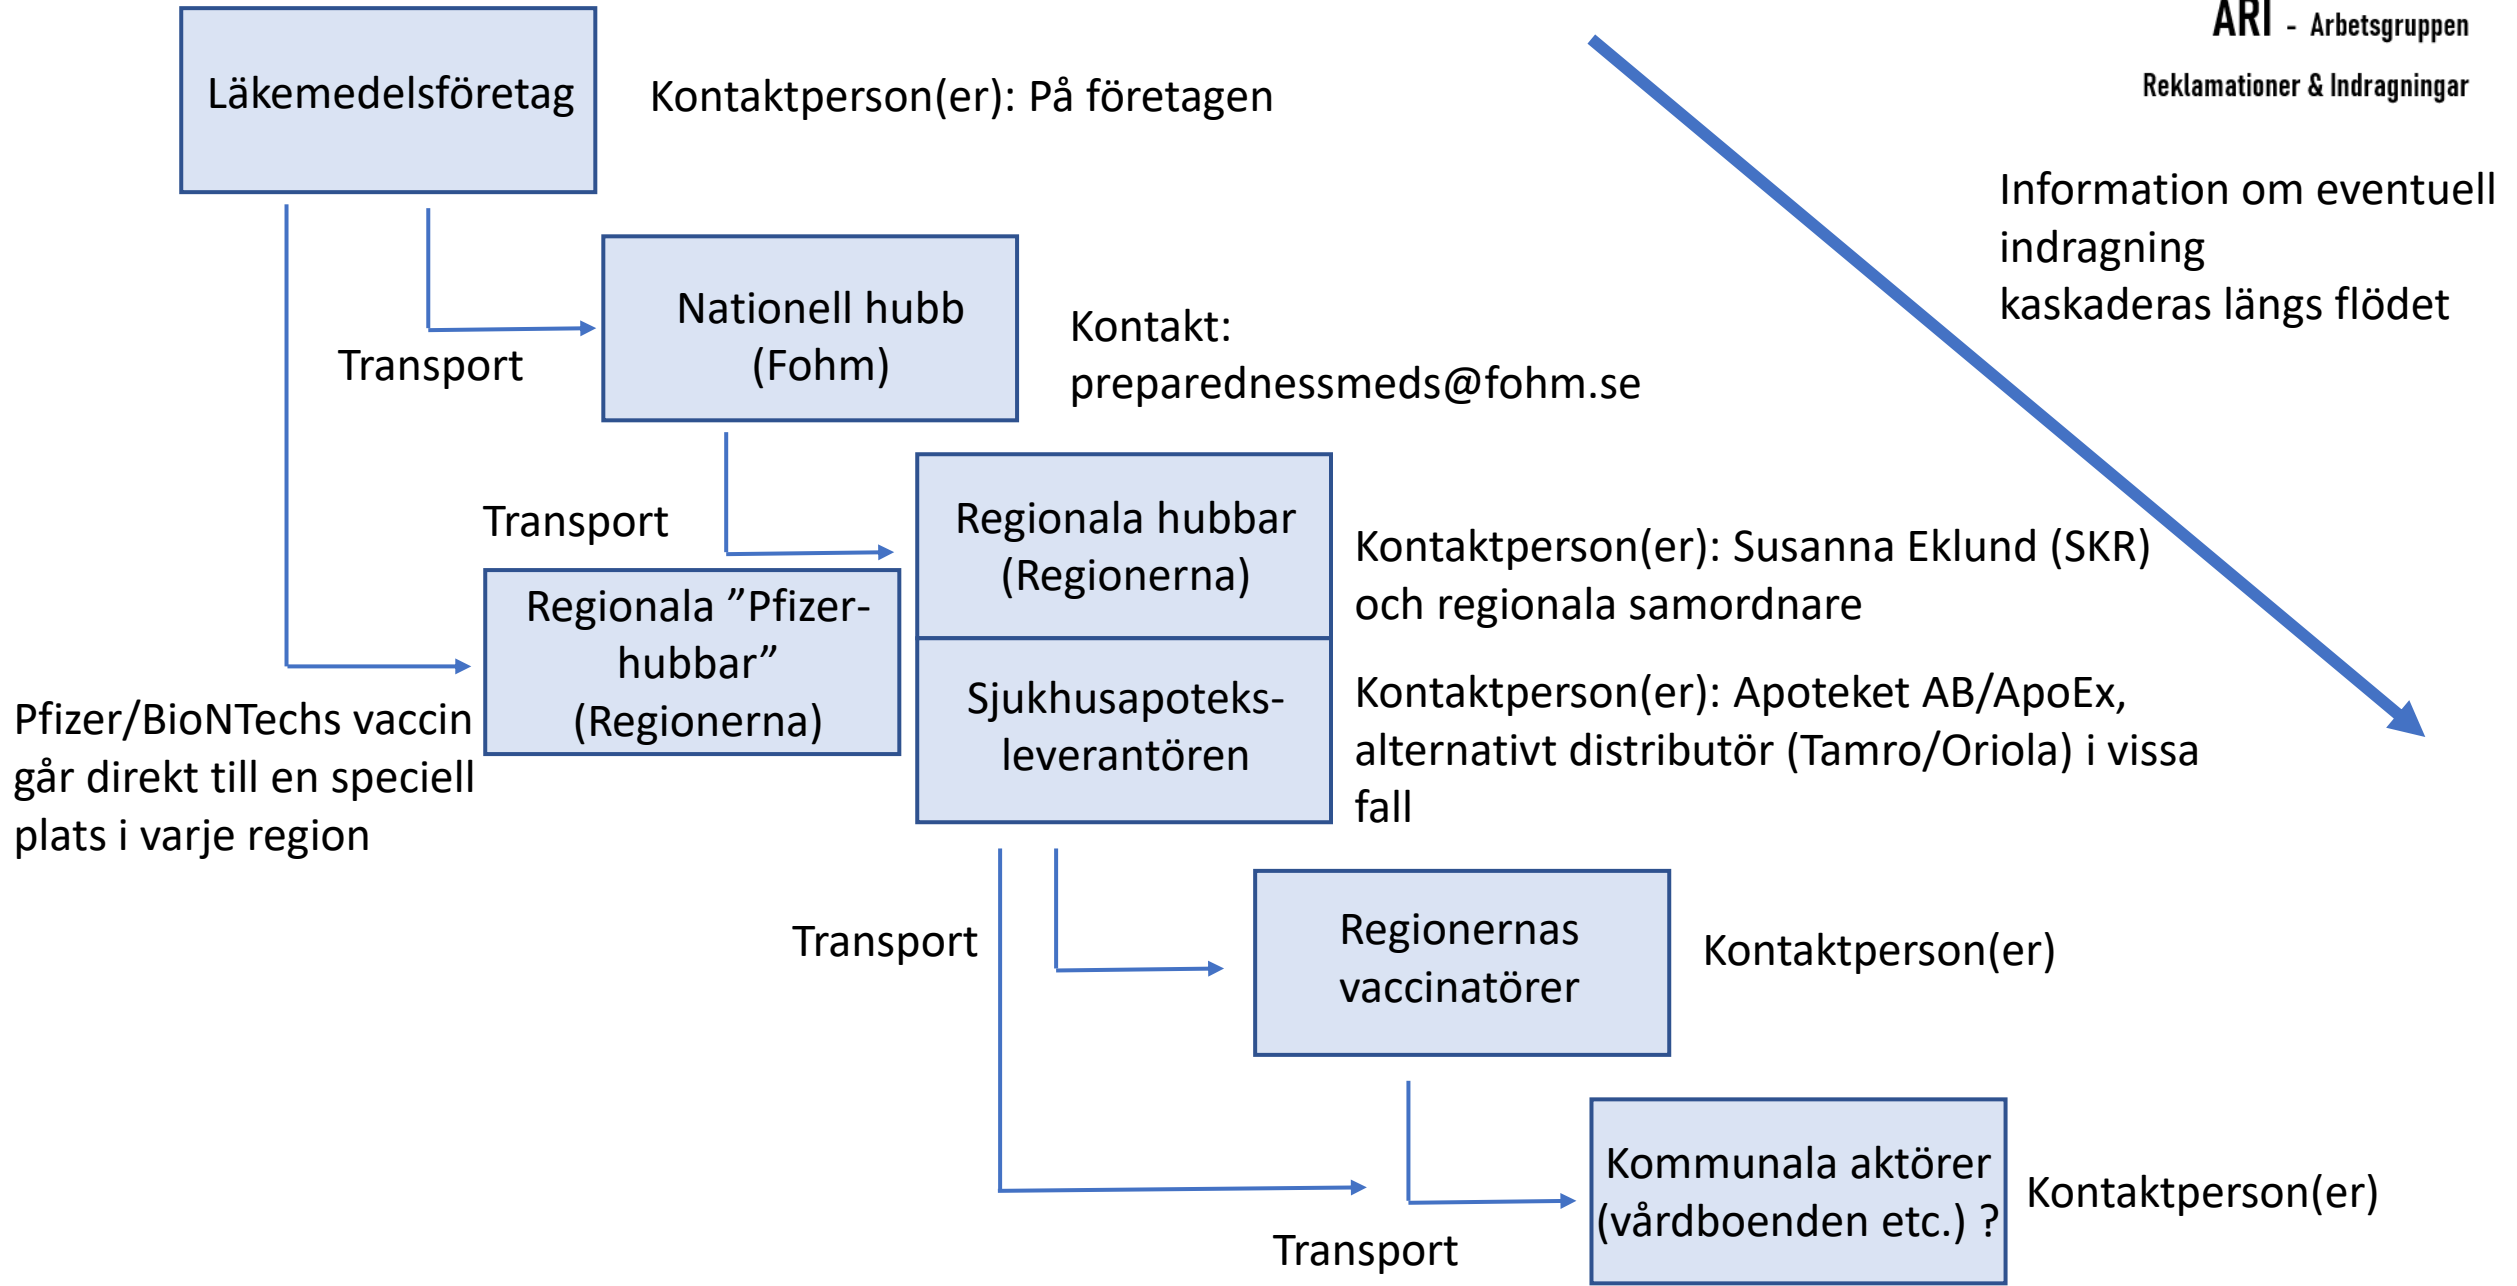 ARI - Arbetsgruppen
Reklamationer & Indragningar
Läkemedelsföretag
Kontaktperson(er): På företagen
Information om eventuell
indragning
kaskaderas längs flödet
Transport
Nationell hubb
(Fohm)
Kontakt:
preparednessmeds@fohm.se
Transport
Regionala hubbar
(Regionerna)
Kontaktperson(er): Susanna Eklund (SKR)
och regionala samordnare
Regionala ”Pfizer-
hubbar”
(Regionerna)
Sjukhusapoteks-
leverantören
Kontaktperson(er): Apoteket AB/ApoEx,
alternativt distributör (Tamro/Oriola) i vissa
fall
Pfizer/BioNTechs vaccin
går direkt till en speciell
plats i varje region
Transport
Regionernas
vaccinatörer
Kontaktperson(er)
Transport
Kommunala aktörer
(vårdboenden etc.) ?
Kontaktperson(er)